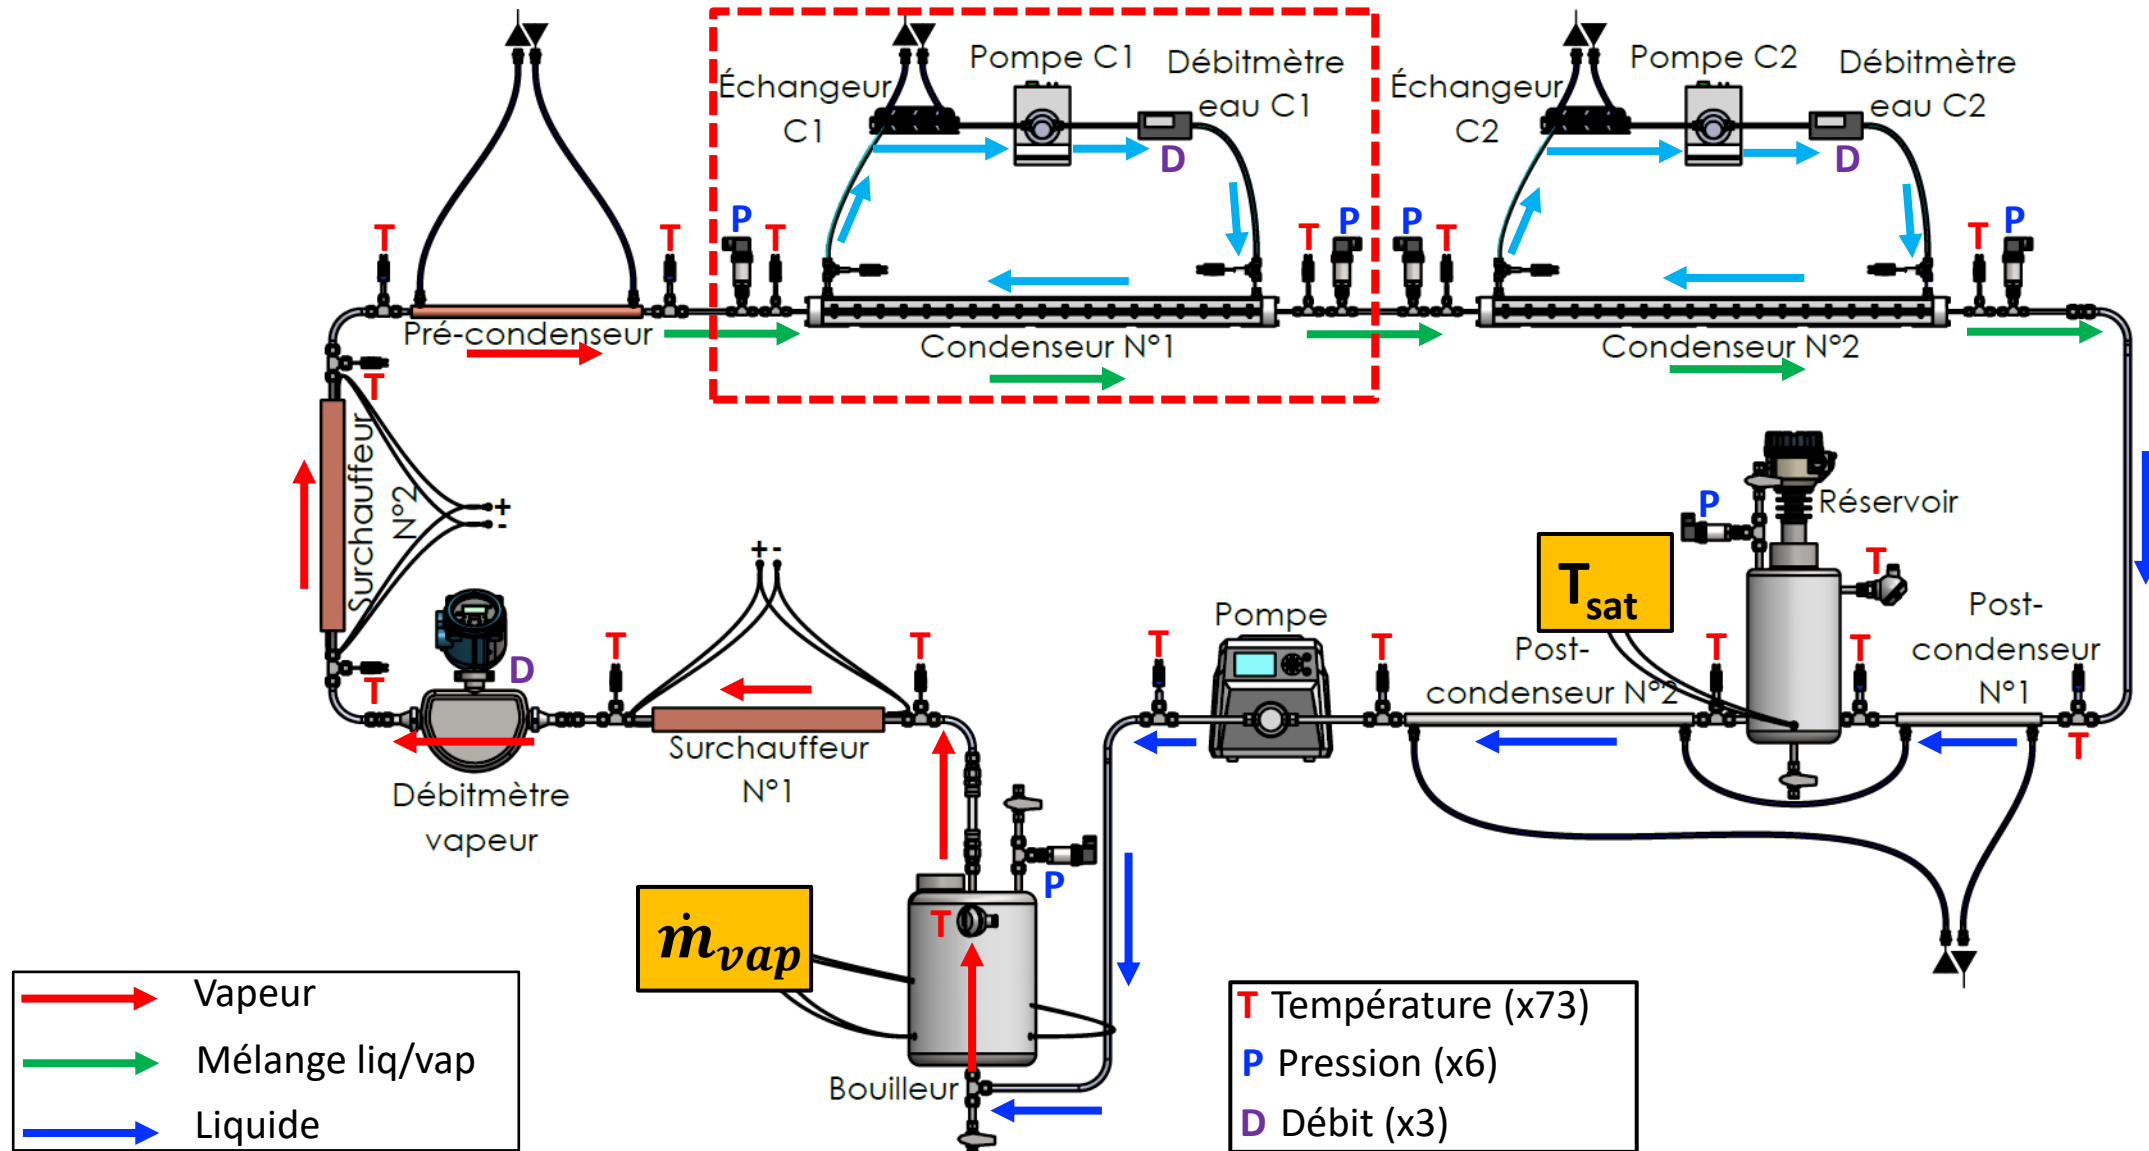 Échangeur
C1
Pompe C1
Débitmètre
eau C1
D
Échangeur
C2
Pompe C2
Débitmètre
eau C2
D
T
T
P
T
T
P
P
T
T
P
Pré-condenseur
Condenseur N°1
Condenseur N°2
T
Surchauffeur
N°2
+
-
T
D
Débitmètre
vapeur
T
+ -
T
Surchauffeur
N°1
T
Pompe
T
Post-
condenseur N°2
T
Tsat
P
Réservoir
T
T
Post-
condenseur
N°1
T
ṁvap
T
P
Bouilleur
Vapeur
Mélange liq/vap
Liquide
T Température (x73)
P Pression (x6)
D Débit (x3)